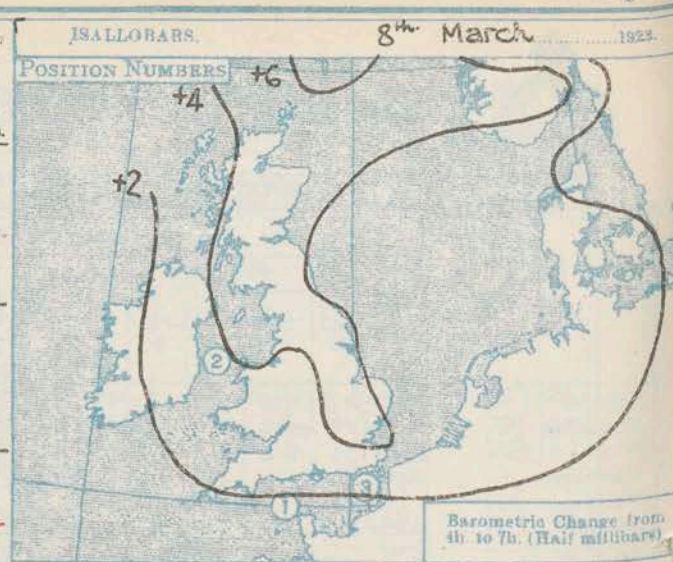 ISALLOBARS. 8th. March 1923.
POSITION NUMBERS
+6
+4
+2
2
1
3
Barometric Change from
4h. to 7h. (Half millibars)